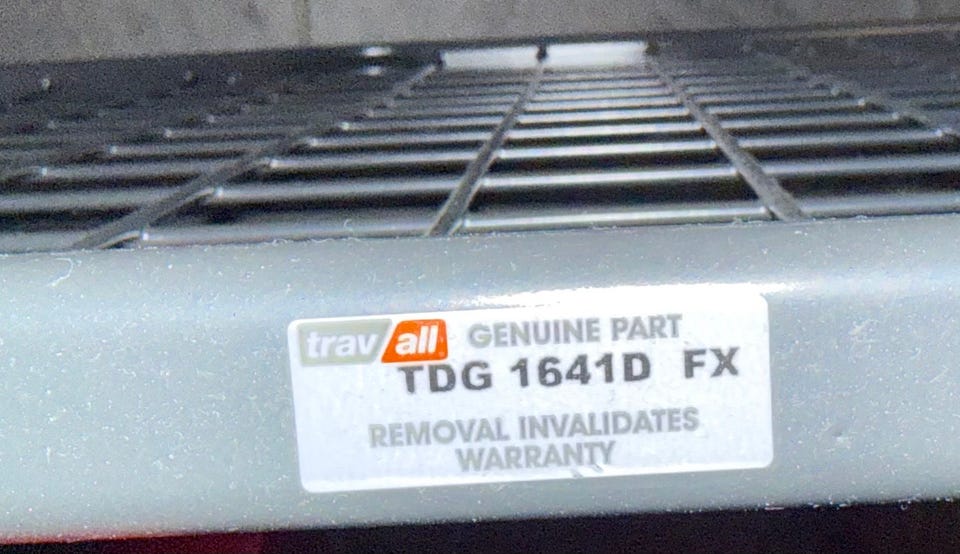 travall GENUINE PART
TDG 1641D FX
REMOVAL INVALIDATES
WARRANTY